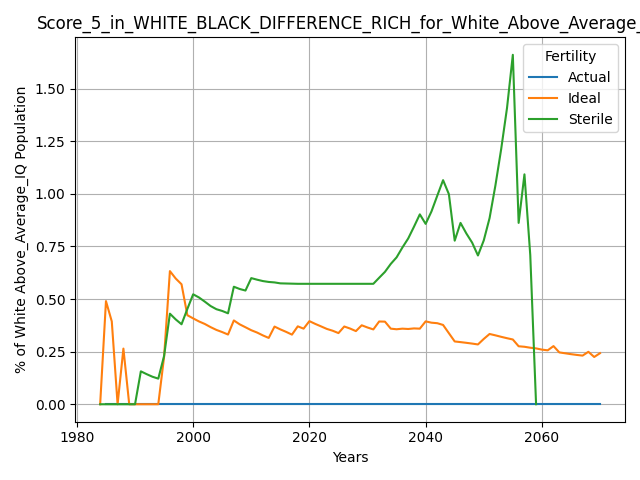 Score_5_in_WHITE_BLACK_DIFFERENCE_RICH_for_White_Above_Average_
% of White Above_Average_IQ Population
1.50
1.25
1.00
0.75
0.50
0.25
0.00
Fertility
Actual
Ideal
Sterile
1980
2000
2020
2040
2060
Years